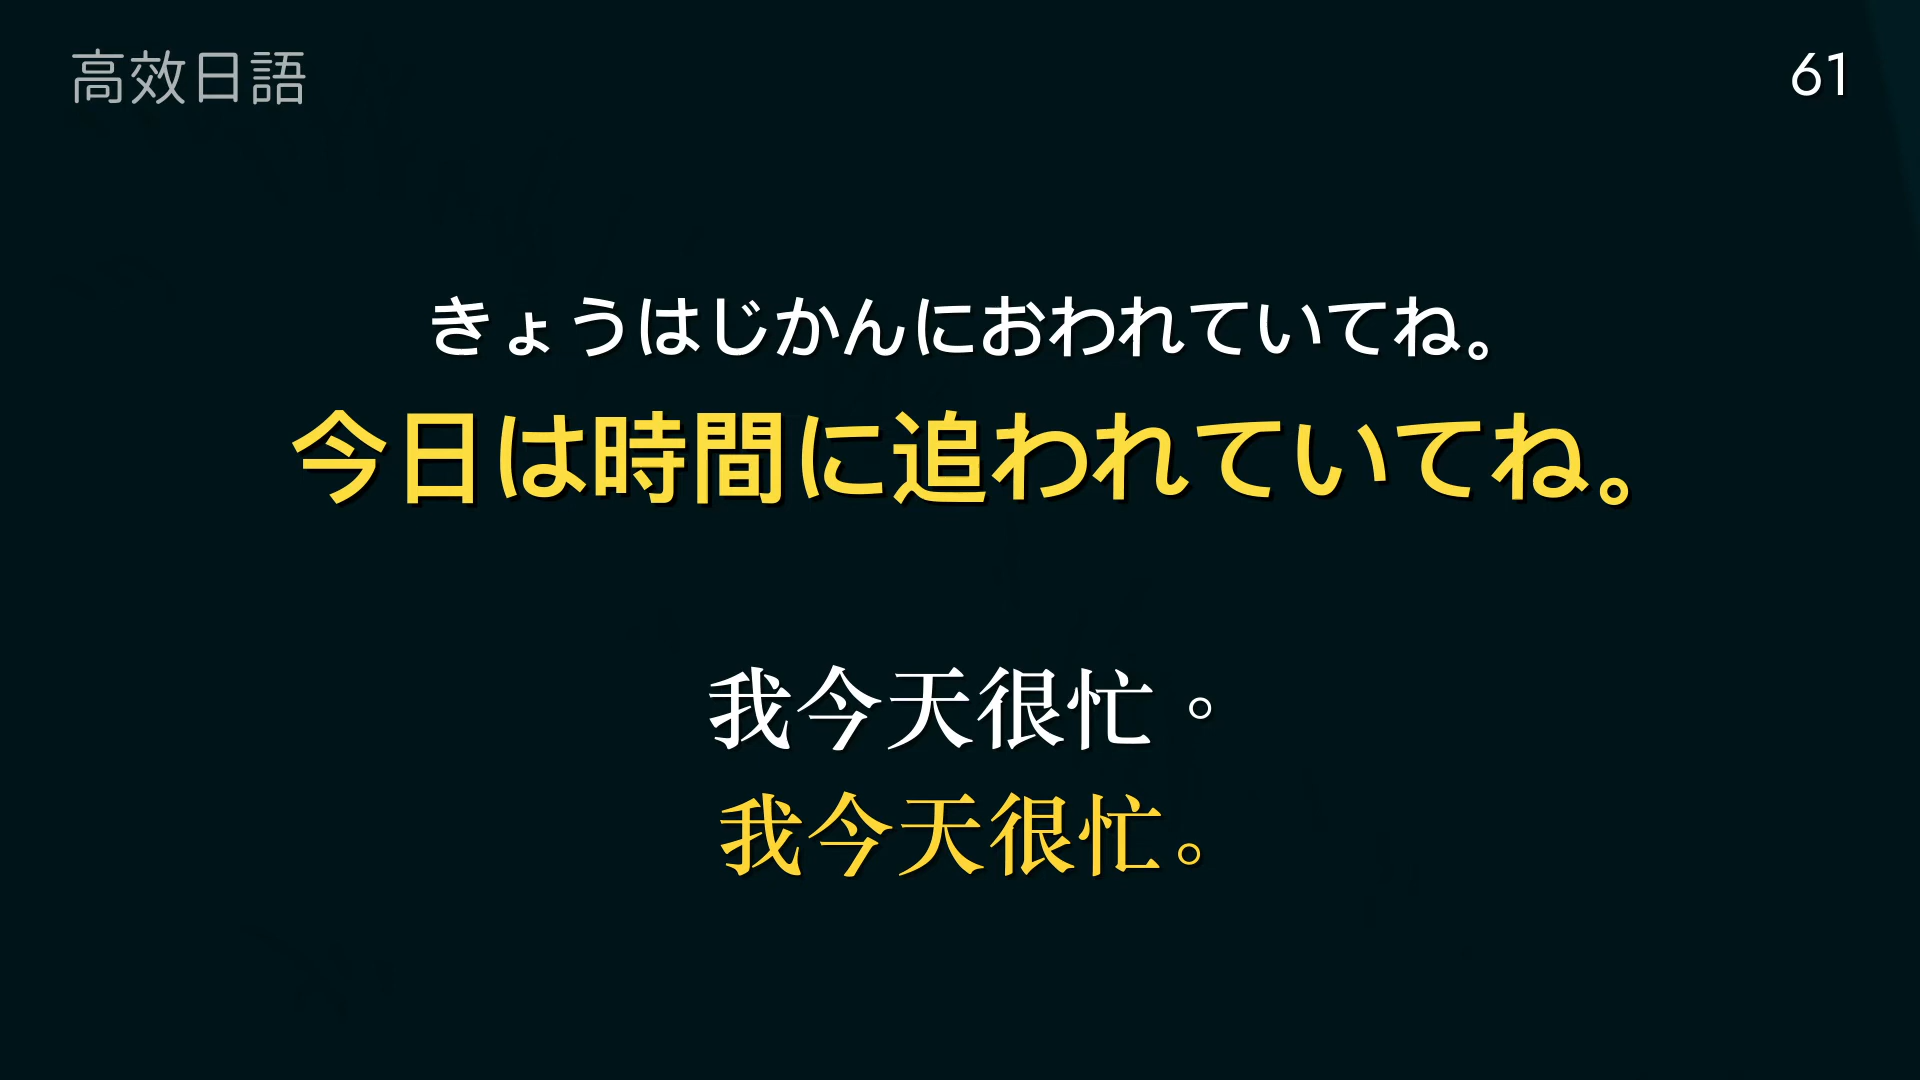 高效日語
61
きょうはじかんにおわれていてね。
今日は時間に追われていてね。
我今天很忙。
我今天很忙。